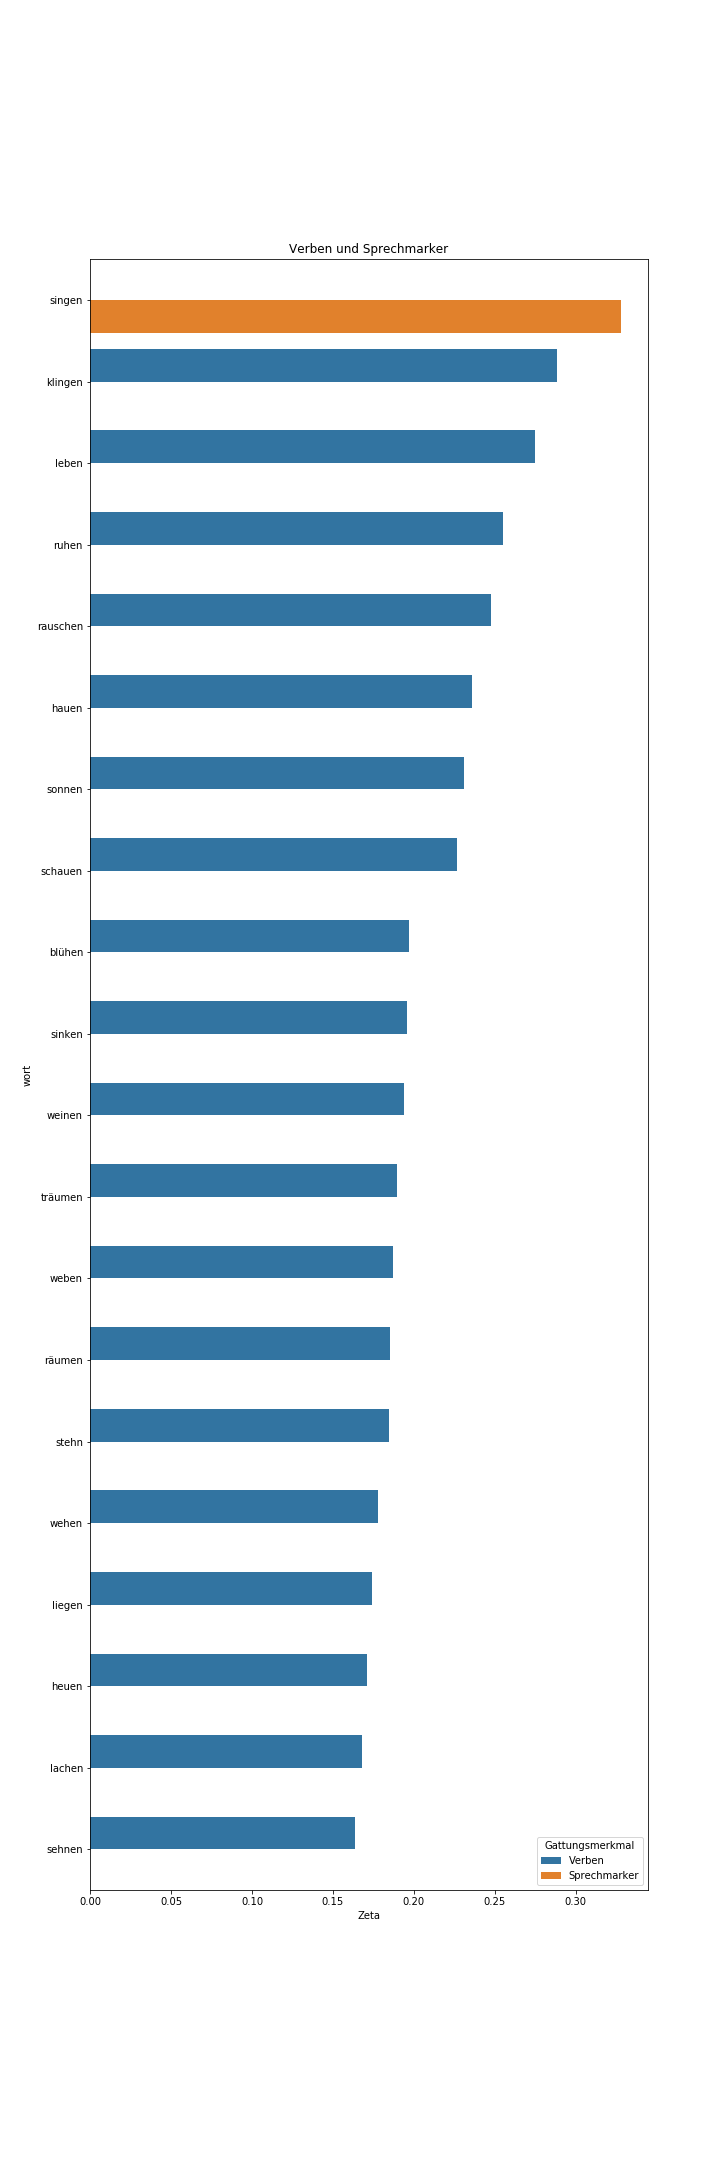 Verben und Sprechmarker
singen
klingen
leben
ruhen
rauschen
hauen
sonnen
schauen
blühen
sinken
wort
weinen
träumen
weben
räumen
stehn
wehen
liegen
heuen
lachen
sehnen
Gattungsmerkmal
Verben
Sprechmarker
0.00 0.05 0.10 0.15 0.20 0.25 0.30
Zeta